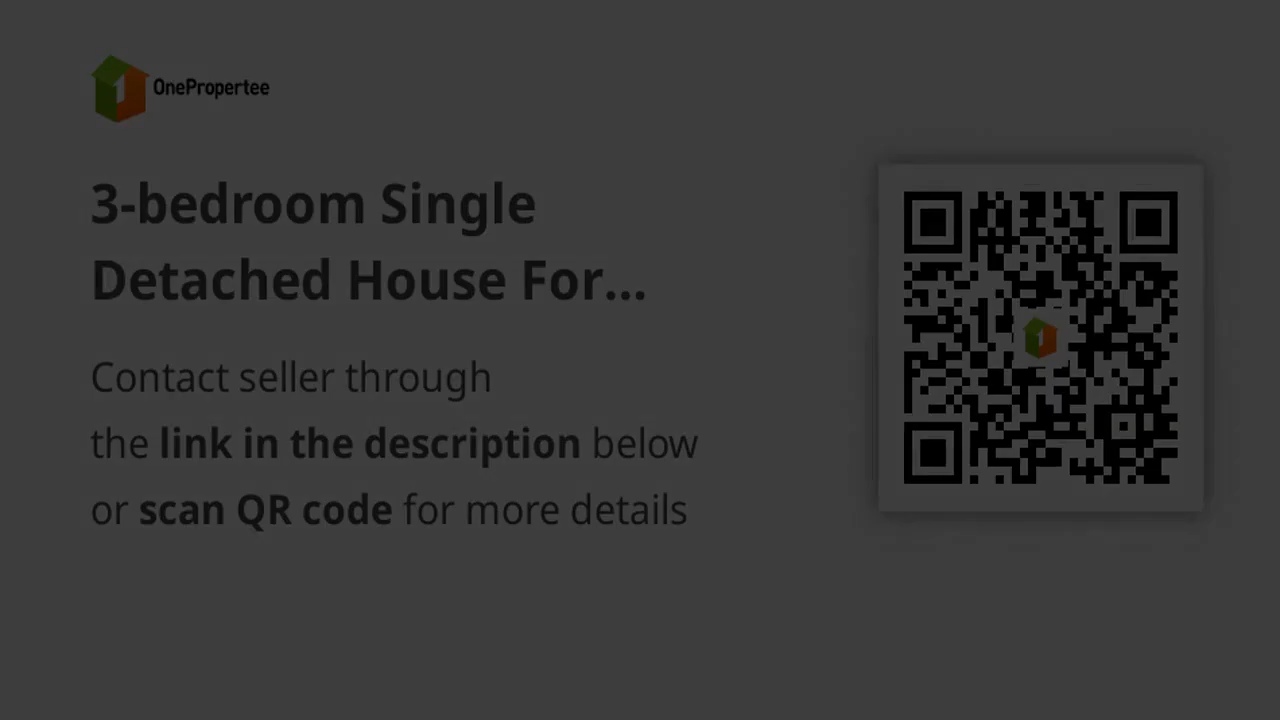 OnePropertee
3-bedroom Single
Detached House For...
Contact seller through
the link in the description below
or scan QR code for more details